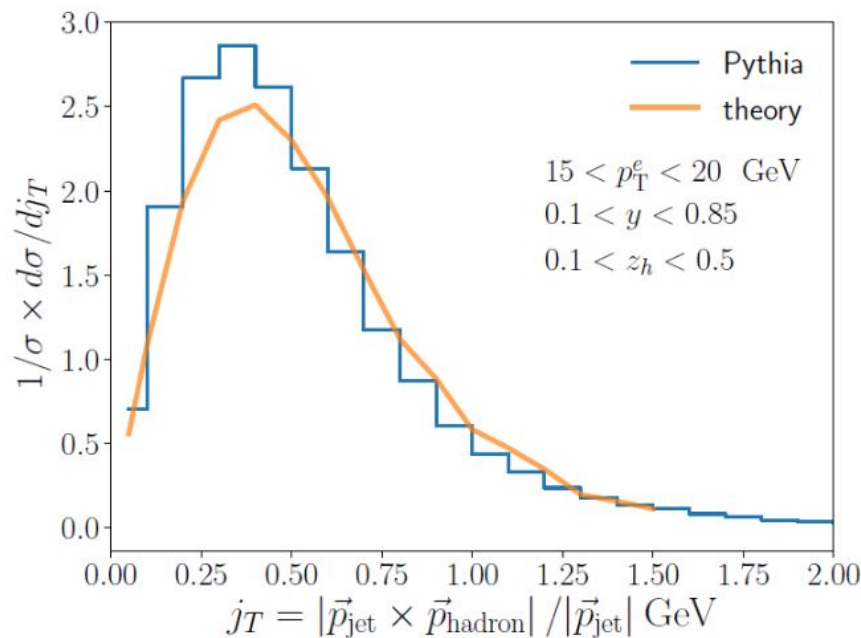 3.0
2.5
2.0
1.5
1.0
0.5
0.0
1/σ × dσ/dj_T
Pythia
theory
15 < p_T^e < 20 GeV
0.1 < y < 0.85
0.1 < z_h < 0.5
0.00 0.25 0.50 0.75 1.00 1.25 1.50 1.75 2.00
j_T = |p⃗_jet × p⃗_hadron| /|p⃗_jet| GeV